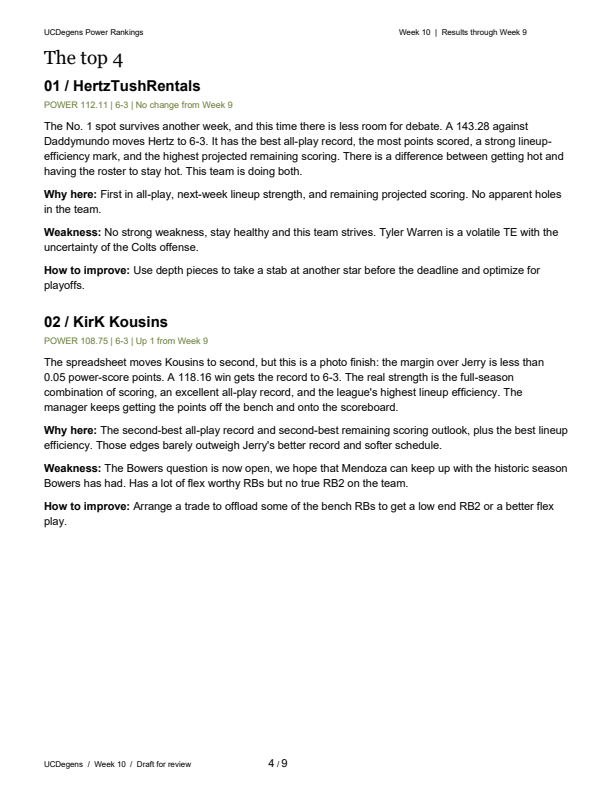 UCDegens Power Rankings
Week 10 | Results through Week 9
The top 4
01 / HertzTushRentals
POWER 112.11 | 6-3 | No change from Week 9
The No. 1 spot survives another week, and this time there is less room for debate. A 143.28 against
Daddymundo moves Hertz to 6-3. It has the best all-play record, the most points scored, a strong lineup-
efficiency mark, and the highest projected remaining scoring. There is a difference between getting hot and
having the roster to stay hot. This team is doing both.
Why here: First in all-play, next-week lineup strength, and remaining projected scoring. No apparent holes
in the team.
Weakness: No strong weakness, stay healthy and this team strives. Tyler Warren is a volatile TE with the
uncertainty of the Colts offense.
How to improve: Use depth pieces to take a stab at another star before the deadline and optimize for
playoffs.
02 / KirK Kousins
POWER 108.75 | 6-3 | Up 1 from Week 9
The spreadsheet moves Kousins to second, but this is a photo finish: the margin over Jerry is less than
0.05 power-score points. A 118.16 win gets the record to 6-3. The real strength is the full-season
combination of scoring, an excellent all-play record, and the league's highest lineup efficiency. The
manager keeps getting the points off the bench and onto the scoreboard.
Why here: The second-best all-play record and second-best remaining scoring outlook, plus the best lineup
efficiency. Those edges barely outweigh Jerry's better record and softer schedule.
Weakness: The Bowers question is now open, we hope that Mendoza can keep up with the historic season
Bowers has had. Has a lot of flex worthy RBs but no true RB2 on the team.
How to improve: Arrange a trade to offload some of the bench RBs to get a low end RB2 or a better flex
play.
UCDegens / Week 10 / Draft for review
4 / 9